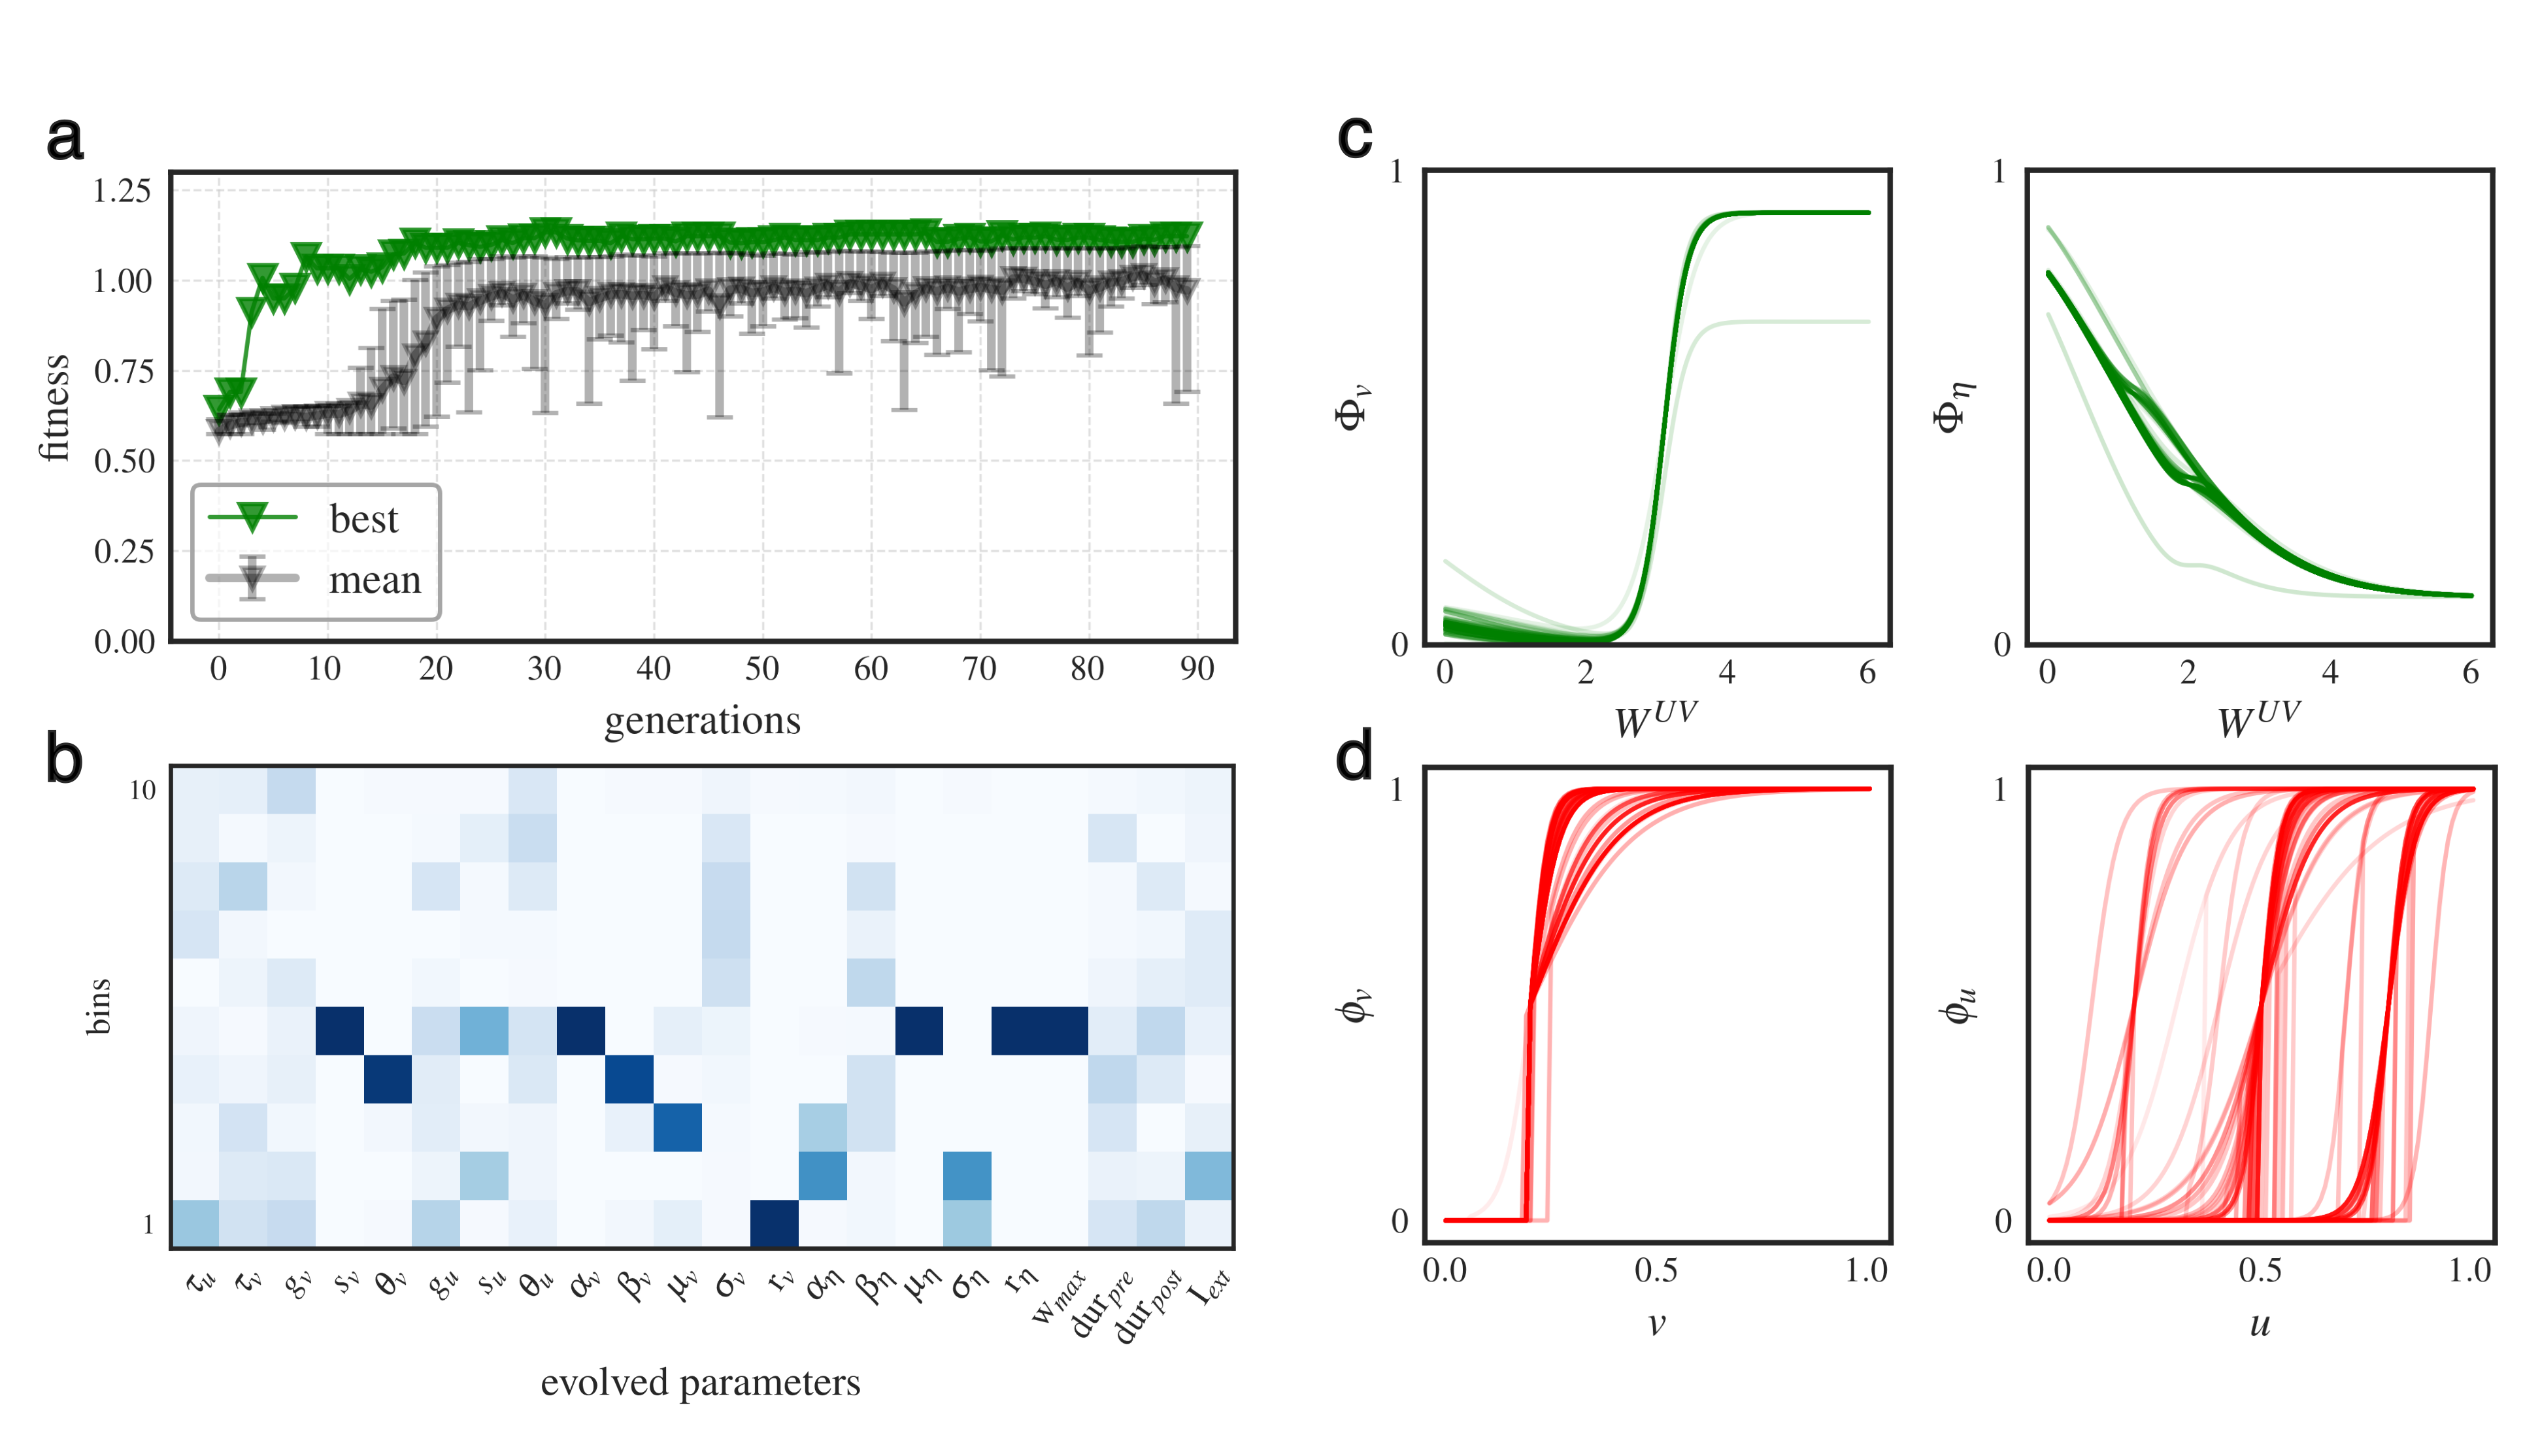 a
1.25
1.00
0.75
0.50
0.25
0.00
fitness
best
mean
0 10 20 30 40 50 60 70 80 90
generations
b
10
1
bins
τu τv gv sv θv gu su θu αv βv μv σv rv αη βη μη ση rη wmax durpre durpost Iext
evolved parameters
c
1
0
Φv
0 2 4 6
W^UV
1
0
Φη
0 2 4 6
W^UV
d
1
0
ϕv
0.0 0.5 1.0
v
1
0
ϕu
0.0 0.5 1.0
u